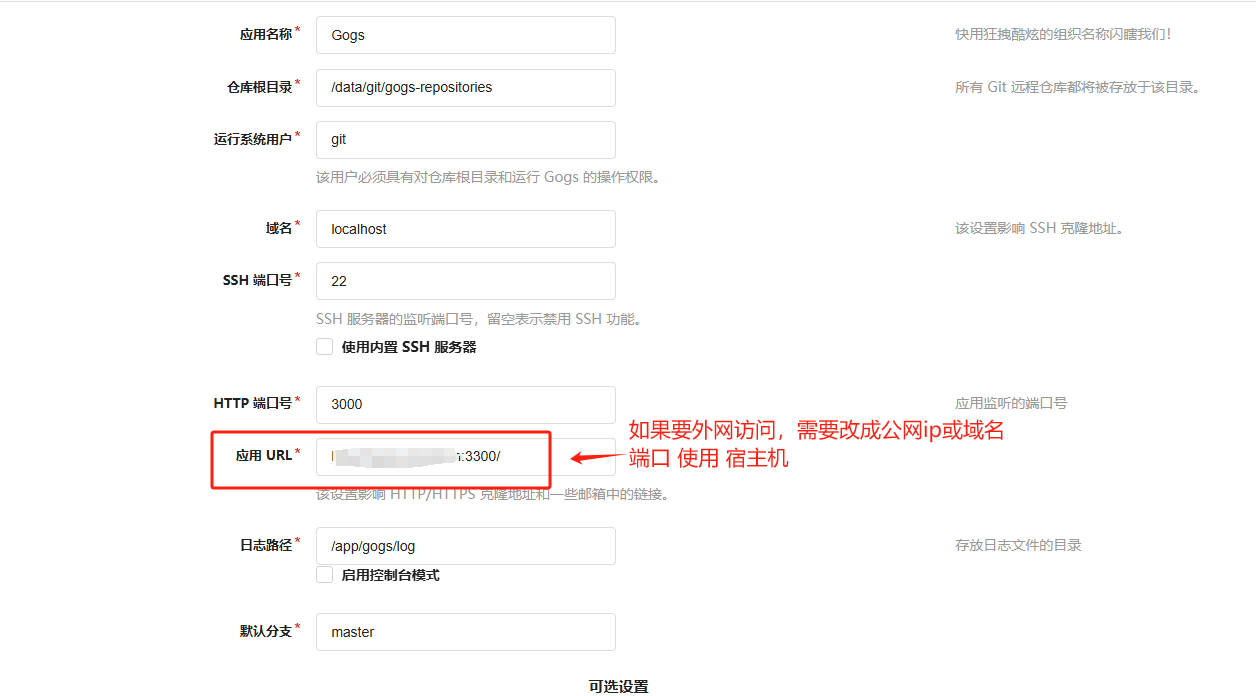 应用名称* Gogs 快用狂拽酷炫的组织名称闪瞎我们!
仓库根目录* /data/git/gogs-repositories 所有 Git 远程仓库都将被存放于该目录。
运行系统用户* git
该用户必须具有对仓库根目录和运行 Gogs 的操作权限。
域名* localhost 该设置影响 SSH 克隆地址。
SSH 端口号* 22
SSH 服务器的监听端口号，留空表示禁用 SSH 功能。
使用内置 SSH 服务器
HTTP 端口号* 3000 应用监听的端口号
如果要外网访问，需要改成公网ip或域名
应用 URL* :3300/ 端口 使用 宿主机
该设置影响 HTTP/HTTPS 克隆地址和一些邮箱中的链接。
日志路径* /app/gogs/log 存放日志文件的目录
启用控制台模式
默认分支* master
可选设置